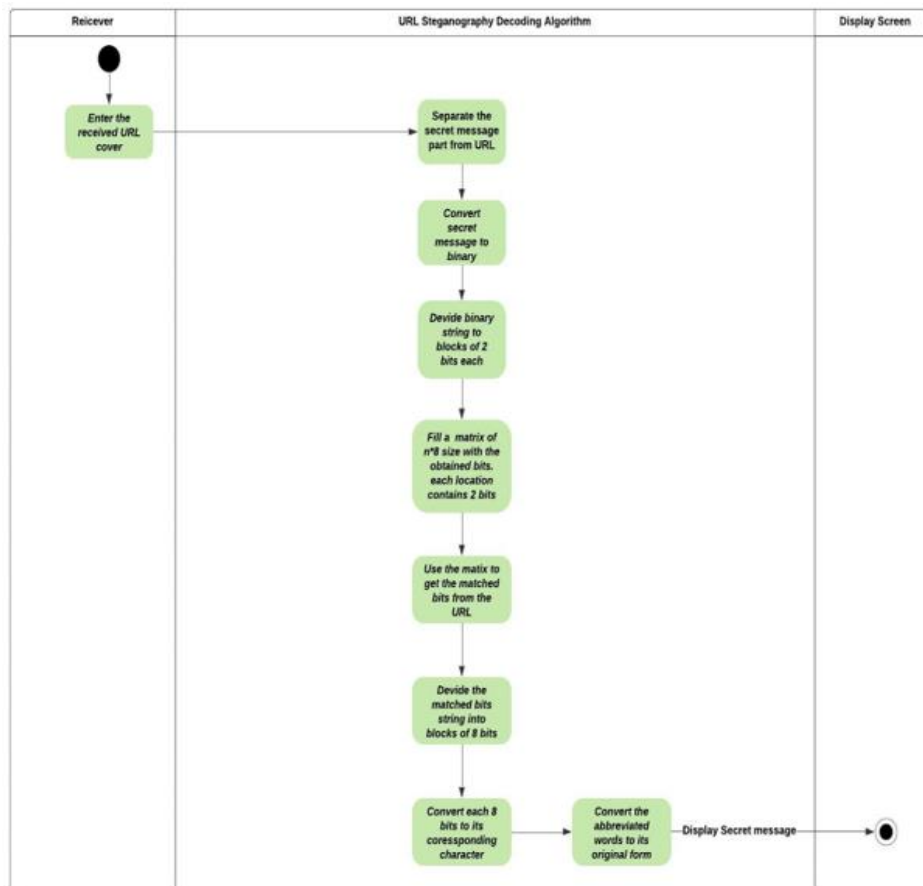 Reicever
URL Steganography Decoding Algorithm
Display Screen
Enter the
received URL
cover
Separate the
secret message
part from URL
Convert
secret
message to
binary
Devide binary
string to
blocks of 2
bits each
Fill a matrix of
n*8 size with the
obtained bits.
each location
contains 2 bits
Use the matix to
get the matched
bits from the
URL
Devide the
matched bits
string into
blocks of 8 bits
Convert each 8
bits to its
coressponding
character
Convert the
abbreviated
words to its
original form
Display Secret message